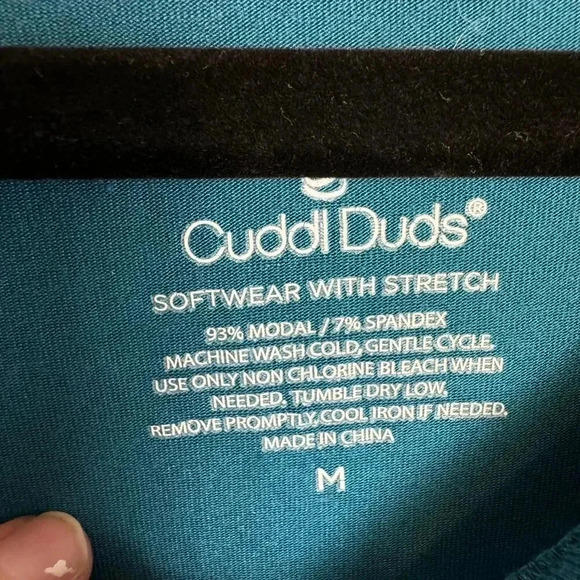 Cuddl Duds®
SOFTWEAR WITH STRETCH
93% MODAL / 7% SPANDEX
MACHINE WASH COLD, GENTLE CYCLE.
USE ONLY NON CHLORINE BLEACH WHEN
NEEDED. TUMBLE DRY LOW.
REMOVE PROMPTLY. COOL IRON IF NEEDED.
MADE IN CHINA
M